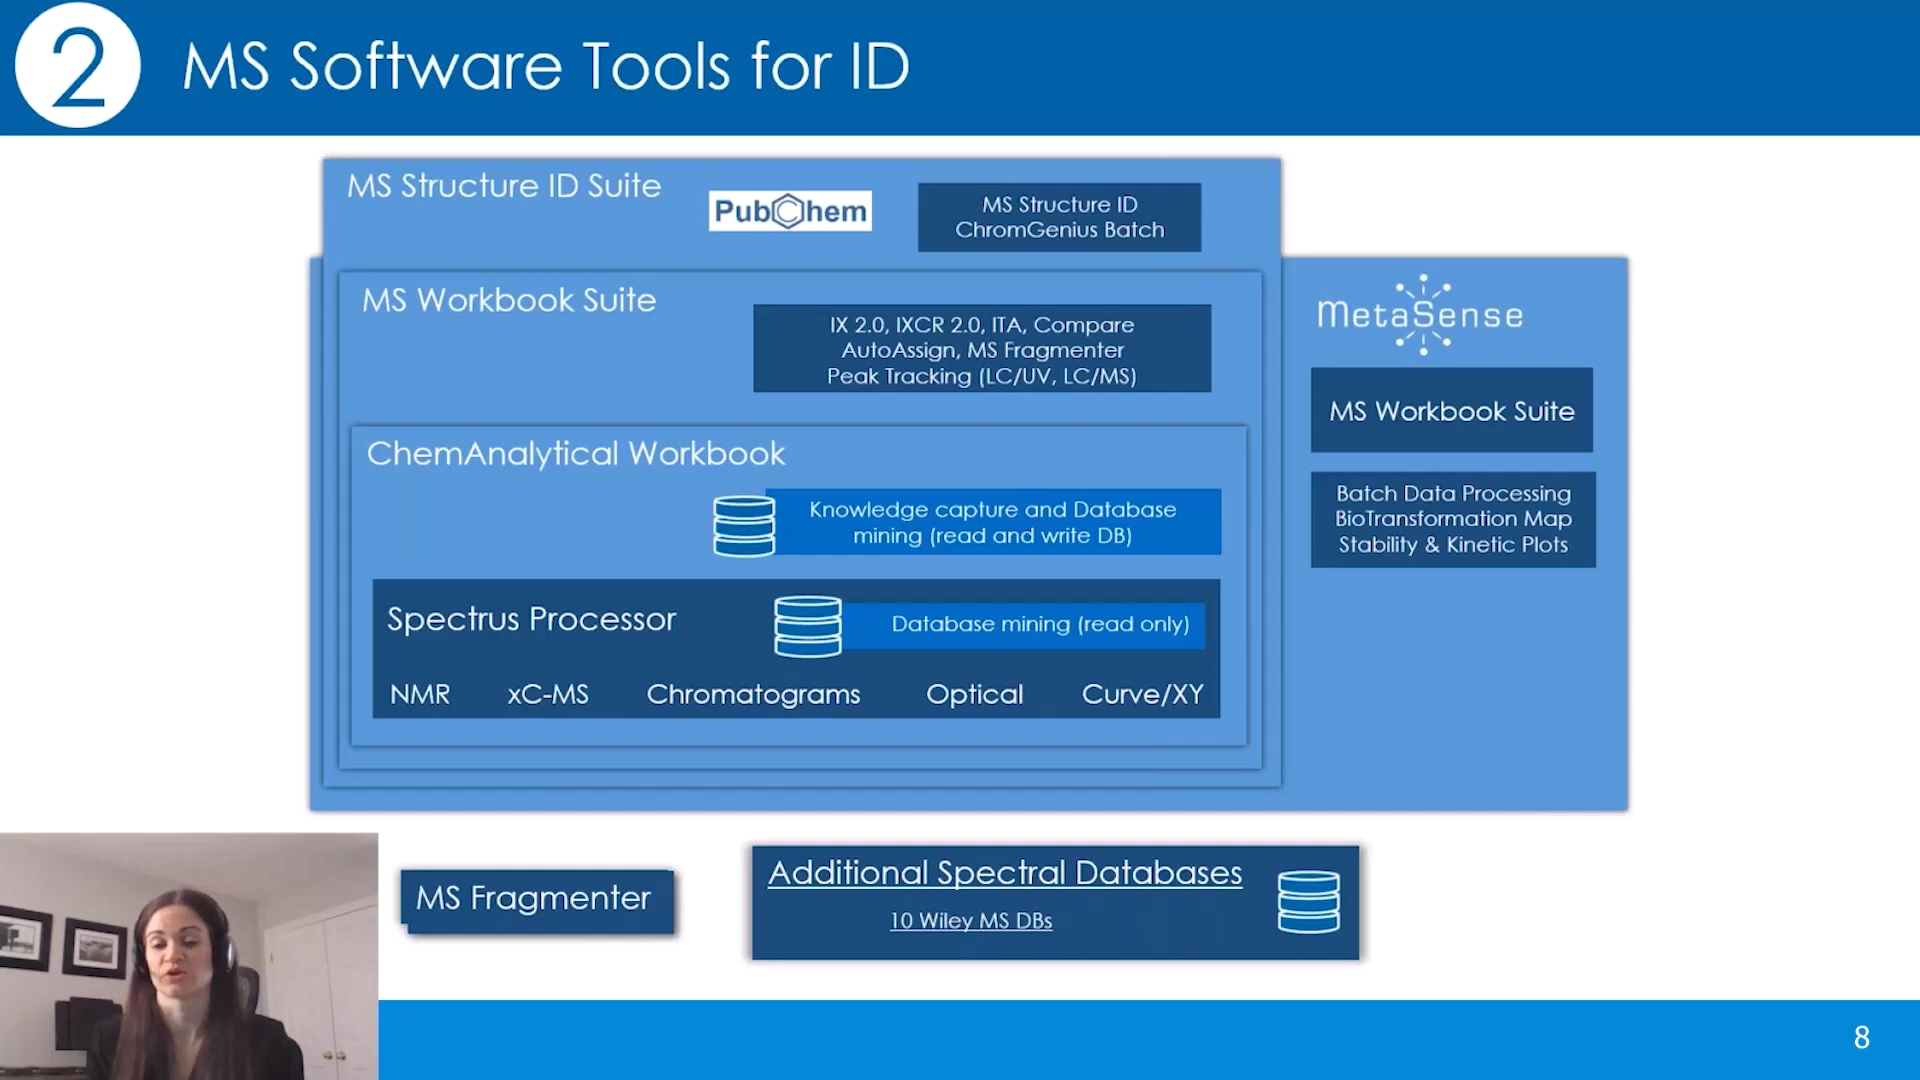 2
MS Software Tools for ID
MS Structure ID Suite
PubChem
MS Structure ID
ChromGenius Batch
MS Workbook Suite
IX 2.0, IXCR 2.0, ITA, Compare
AutoAssign, MS Fragmenter
Peak Tracking (LC/UV, LC/MS)
ChemAnalytical Workbook
Knowledge capture and Database
mining (read and write DB)
Spectrus Processor
Database mining (read only)
NMR xC-MS Chromatograms Optical Curve/XY
MetaSense
MS Workbook Suite
Batch Data Processing
BioTransformation Map
Stability & Kinetic Plots
MS Fragmenter
Additional Spectral Databases
10 Wiley MS DBs
8